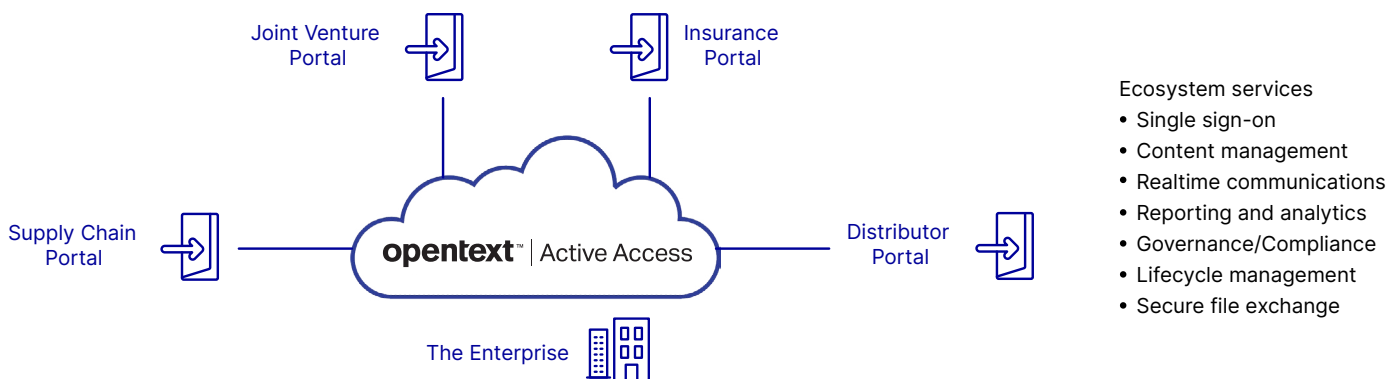 Joint Venture
Portal
Insurance
Portal
Supply Chain
Portal
opentext™ | Active Access
Distributor
Portal
The Enterprise
Ecosystem services
• Single sign-on
• Content management
• Realtime communications
• Reporting and analytics
• Governance/Compliance
• Lifecycle management
• Secure file exchange